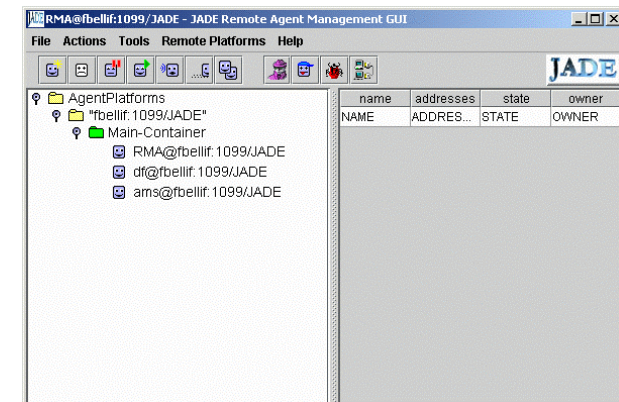 RMA@fbellif:1099/JADE - JADE Remote Agent Management GUI
File Actions Tools Remote Platforms Help
JADE
AgentPlatforms
"fbellif:1099/JADE"
Main-Container
RMA@fbellif:1099/JADE
df@fbellif:1099/JADE
ams@fbellif:1099/JADE
name addresses state owner
NAME ADDRES... STATE OWNER